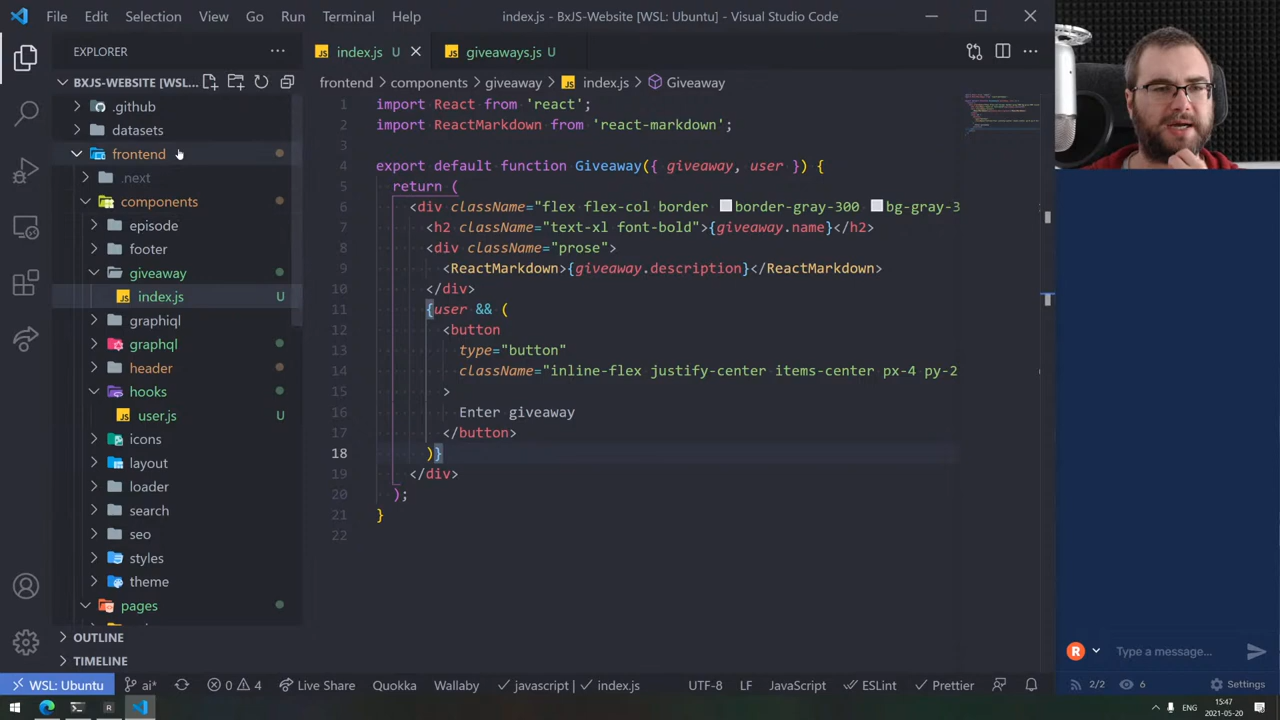 File Edit Selection View Go Run Terminal Help index.js - BxJS-Website [WSL: Ubuntu] - Visual Studio Code
EXPLORER
BXJS-WEBSITE [WSL...
.github
datasets
frontend
.next
components
episode
footer
giveaway
index.js U
graphiql
graphql
header
hooks
user.js U
icons
layout
loader
search
seo
styles
theme
pages
OUTLINE
TIMELINE
JS index.js U
JS giveaways.js U
frontend > components > giveaway > JS index.js > Giveaway
1 import React from 'react';
2 import ReactMarkdown from 'react-markdown';
3
4 export default function Giveaway({ giveaway, user }) {
5 return (
6 <div className="flex flex-col border border-gray-300 bg-gray-3
7 <h2 className="text-xl font-bold">{giveaway.name}</h2>
8 <div className="prose">
9 <ReactMarkdown>{giveaway.description}</ReactMarkdown>
10 </div>
11 {user && (
12 <button
13 type="button"
14 className="inline-flex justify-center items-center px-4 py-2
15 >
16 Enter giveaway
17 </button>
18 )}
19 </div>
20 );
21 }
22
R Type a message...
2/2 6 Settings
WSL: Ubuntu ai* 0 4 Live Share Quokka Wallaby javascript | index.js UTF-8 LF JavaScript ESLint Prettier
ENG 15:47
2021-05-20